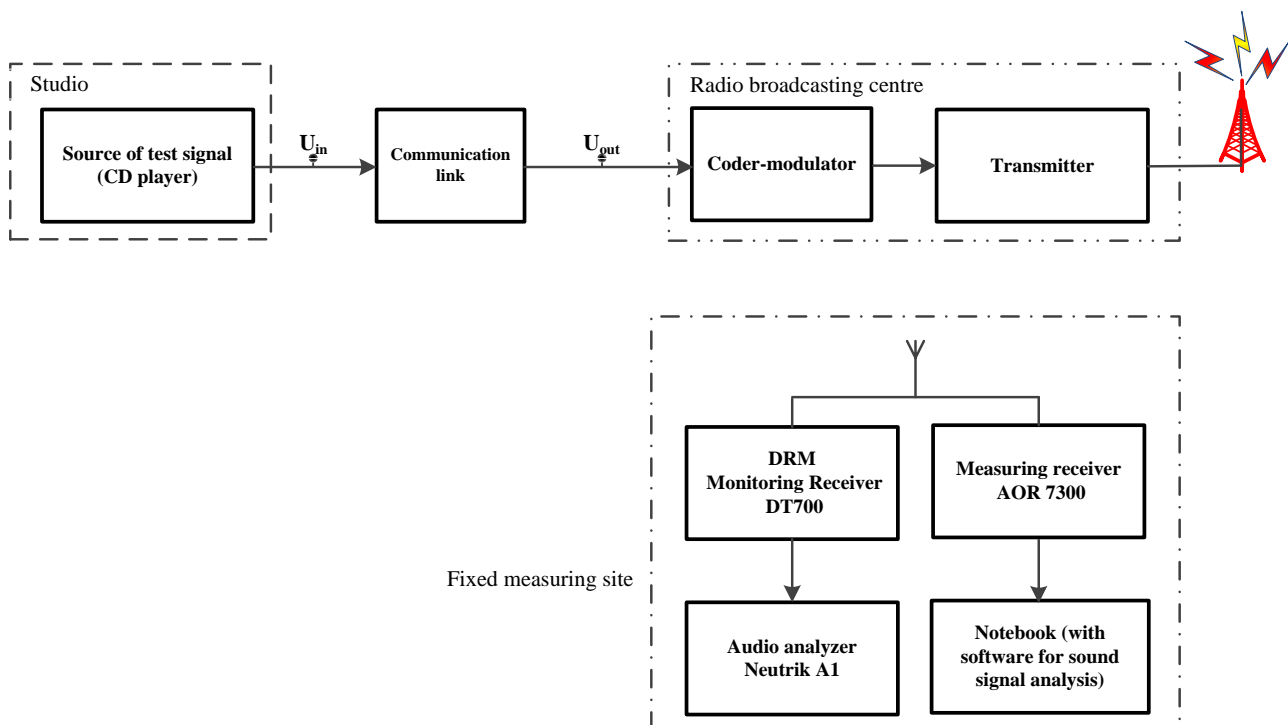 Studio
Source of test signal
(CD player)
U_in
Communication
link
U_out
Radio broadcasting centre
Coder-modulator
Transmitter
DRM
Monitoring Receiver
DT700
Measuring receiver
AOR 7300
Fixed measuring site
Audio analyzer
Neutrik A1
Notebook (with
software for sound
signal analysis)